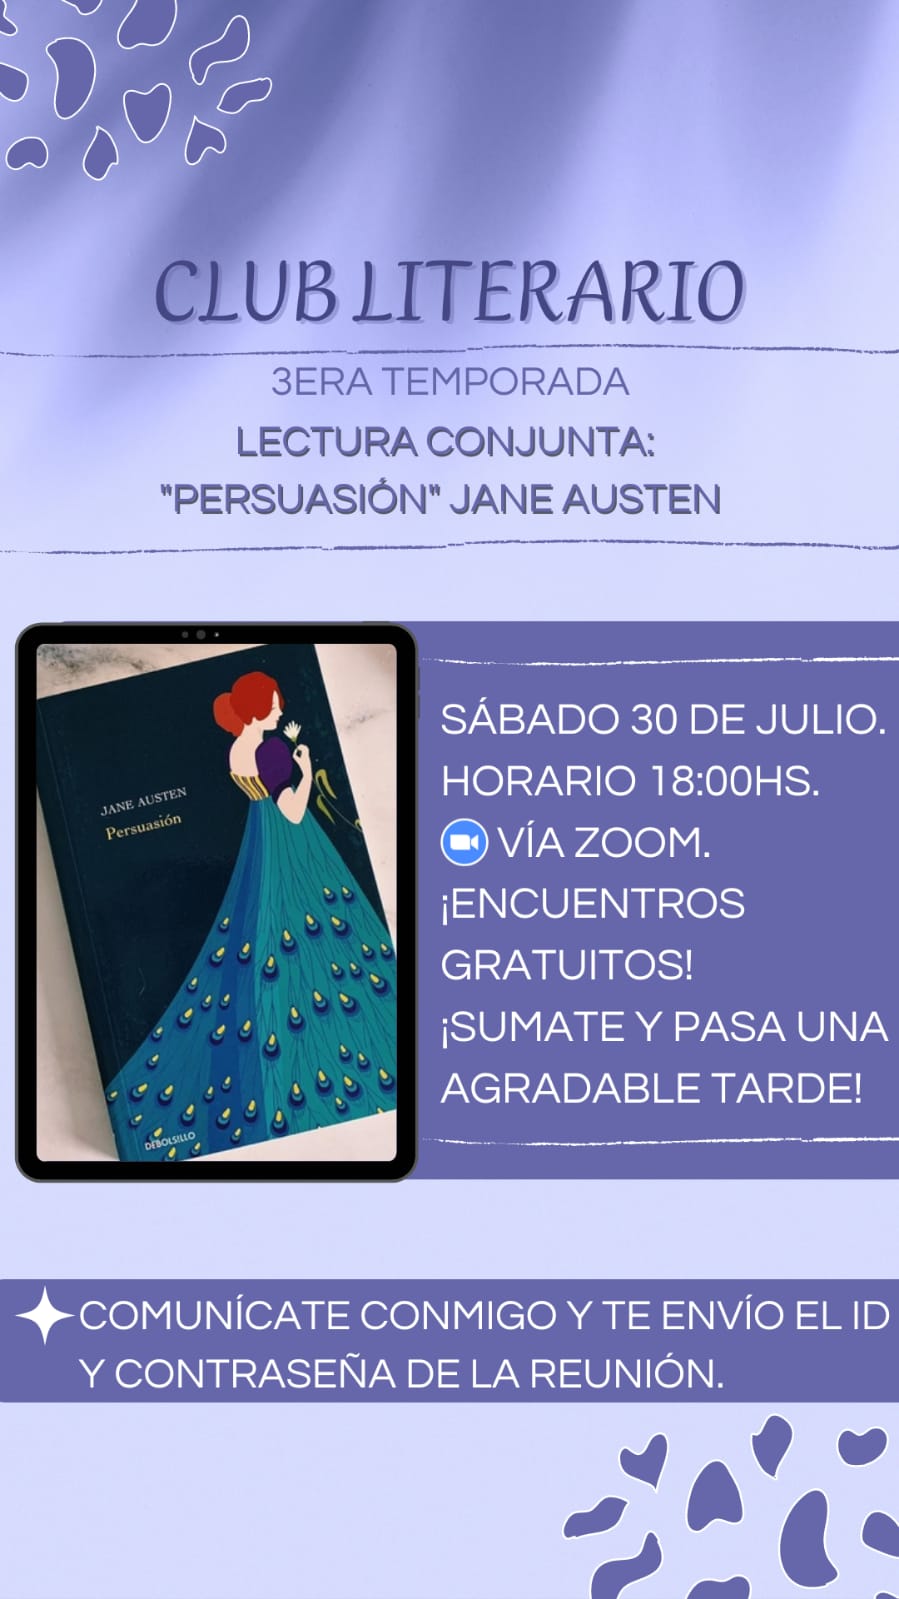 CLUB LITERARIO
3ERA TEMPORADA
LECTURA CONJUNTA:
"PERSUASIÓN" JANE AUSTEN
JANE AUSTEN
Persuasión
DEBOLSILLO
SÁBADO 30 DE JULIO.
HORARIO 18:00HS.
VÍA ZOOM.
¡ENCUENTROS
GRATUITOS!
¡SUMATE Y PASA UNA
AGRADABLE TARDE!
COMUNÍCATE CONMIGO Y TE ENVÍO EL ID
Y CONTRASEÑA DE LA REUNIÓN.